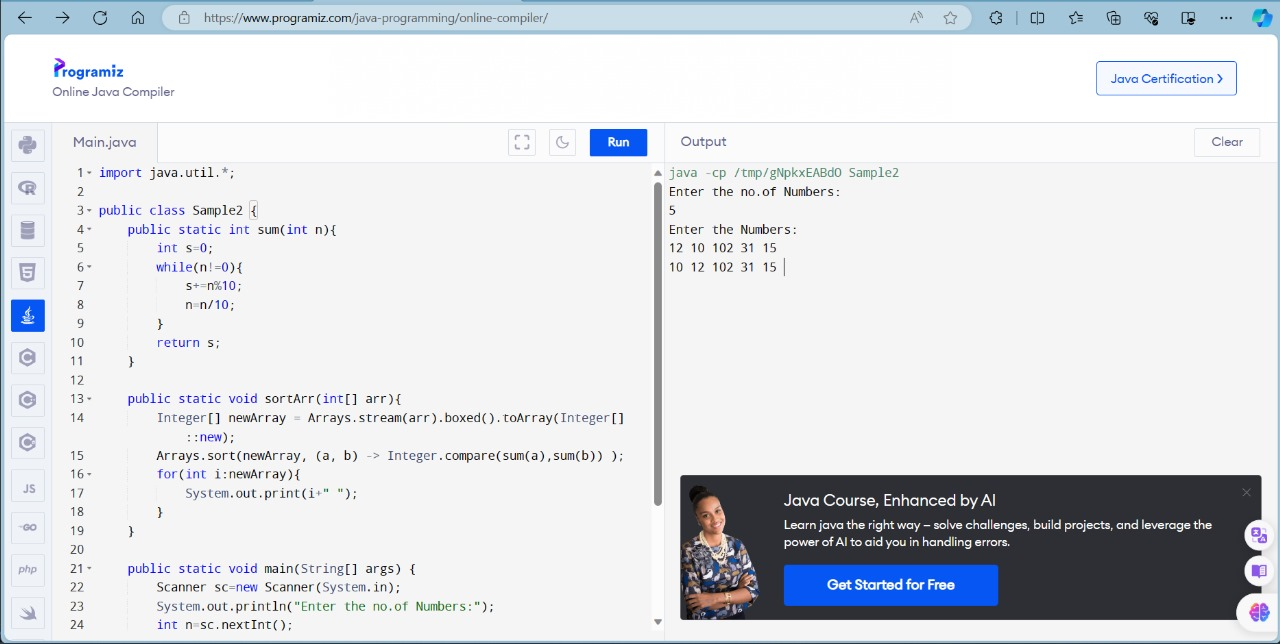 https://www.programiz.com/java-programming/online-compiler/
Programiz
Online Java Compiler
Java Certification >
Main.java
Run
1 import java.util.*;
2
3 public class Sample2 {
4 public static int sum(int n){
5 int s=0;
6 while(n!=0){
7 s+=n%10;
8 n=n/10;
9 }
10 return s;
11 }
12
13 public static void sortArr(int[] arr){
14 Integer[] newArray = Arrays.stream(arr).boxed().toArray(Integer[]
::new);
15 Arrays.sort(newArray, (a, b) -> Integer.compare(sum(a),sum(b)) );
16 for(int i:newArray){
17 System.out.print(i+" ");
18 }
19 }
20
21 public static void main(String[] args) {
22 Scanner sc=new Scanner(System.in);
23 System.out.println("Enter the no.of Numbers:");
24 int n=sc.nextInt();
Output
Clear
java -cp /tmp/gNpkxEABdO Sample2
Enter the no.of Numbers:
5
Enter the Numbers:
12 10 102 31 15
10 12 102 31 15
Java Course, Enhanced by AI
Learn java the right way – solve challenges, build projects, and leverage the
power of AI to aid you in handling errors.
Get Started for Free
R
5
C
C
C
JS
GO
php